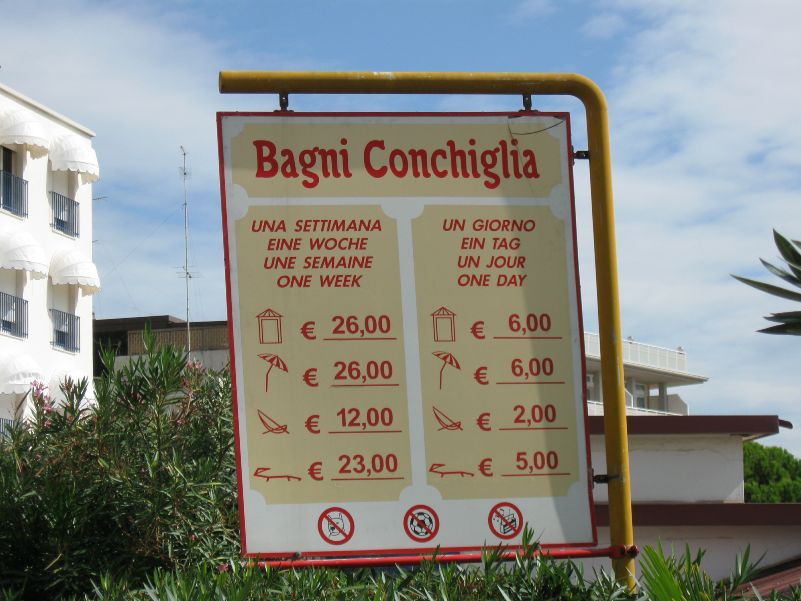 Bagni Conchiglia
UNA SETTIMANA
EINE WOCHE
UNE SEMAINE
ONE WEEK
€ 26,00
€ 26,00
€ 12,00
€ 23,00
UN GIORNO
EIN TAG
UN JOUR
ONE DAY
€ 6,00
€ 6,00
€ 2,00
€ 5,00